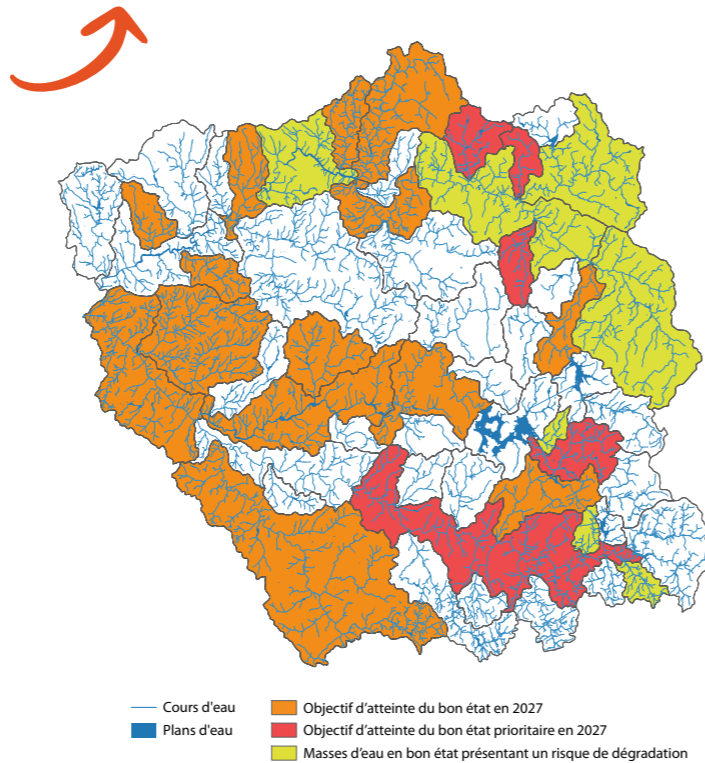 Cours d'eau
Plans d'eau
Objectif d'atteinte du bon état en 2027
Objectif d'atteinte du bon état prioritaire en 2027
Masses d'eau en bon état présentant un risque de dégradation